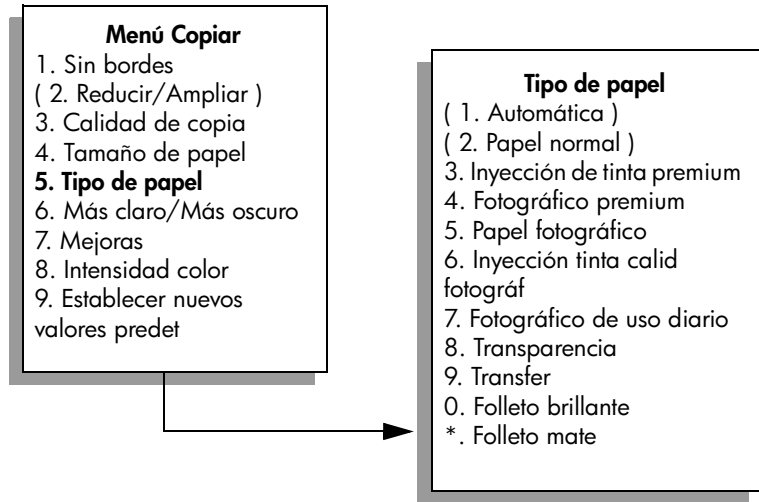 Menú Copiar
1. Sin bordes
( 2. Reducir/Ampliar )
3. Calidad de copia
4. Tamaño de papel
5. Tipo de papel
6. Más claro/Más oscuro
7. Mejoras
8. Intensidad color
9. Establecer nuevos
valores predet
Tipo de papel
( 1. Automática )
( 2. Papel normal )
3. Inyección de tinta premium
4. Fotográfico premium
5. Papel fotográfico
6. Inyección tinta calid
fotográf
7. Fotográfico de uso diario
8. Transparencia
9. Transfer
0. Folleto brillante
*. Folleto mate